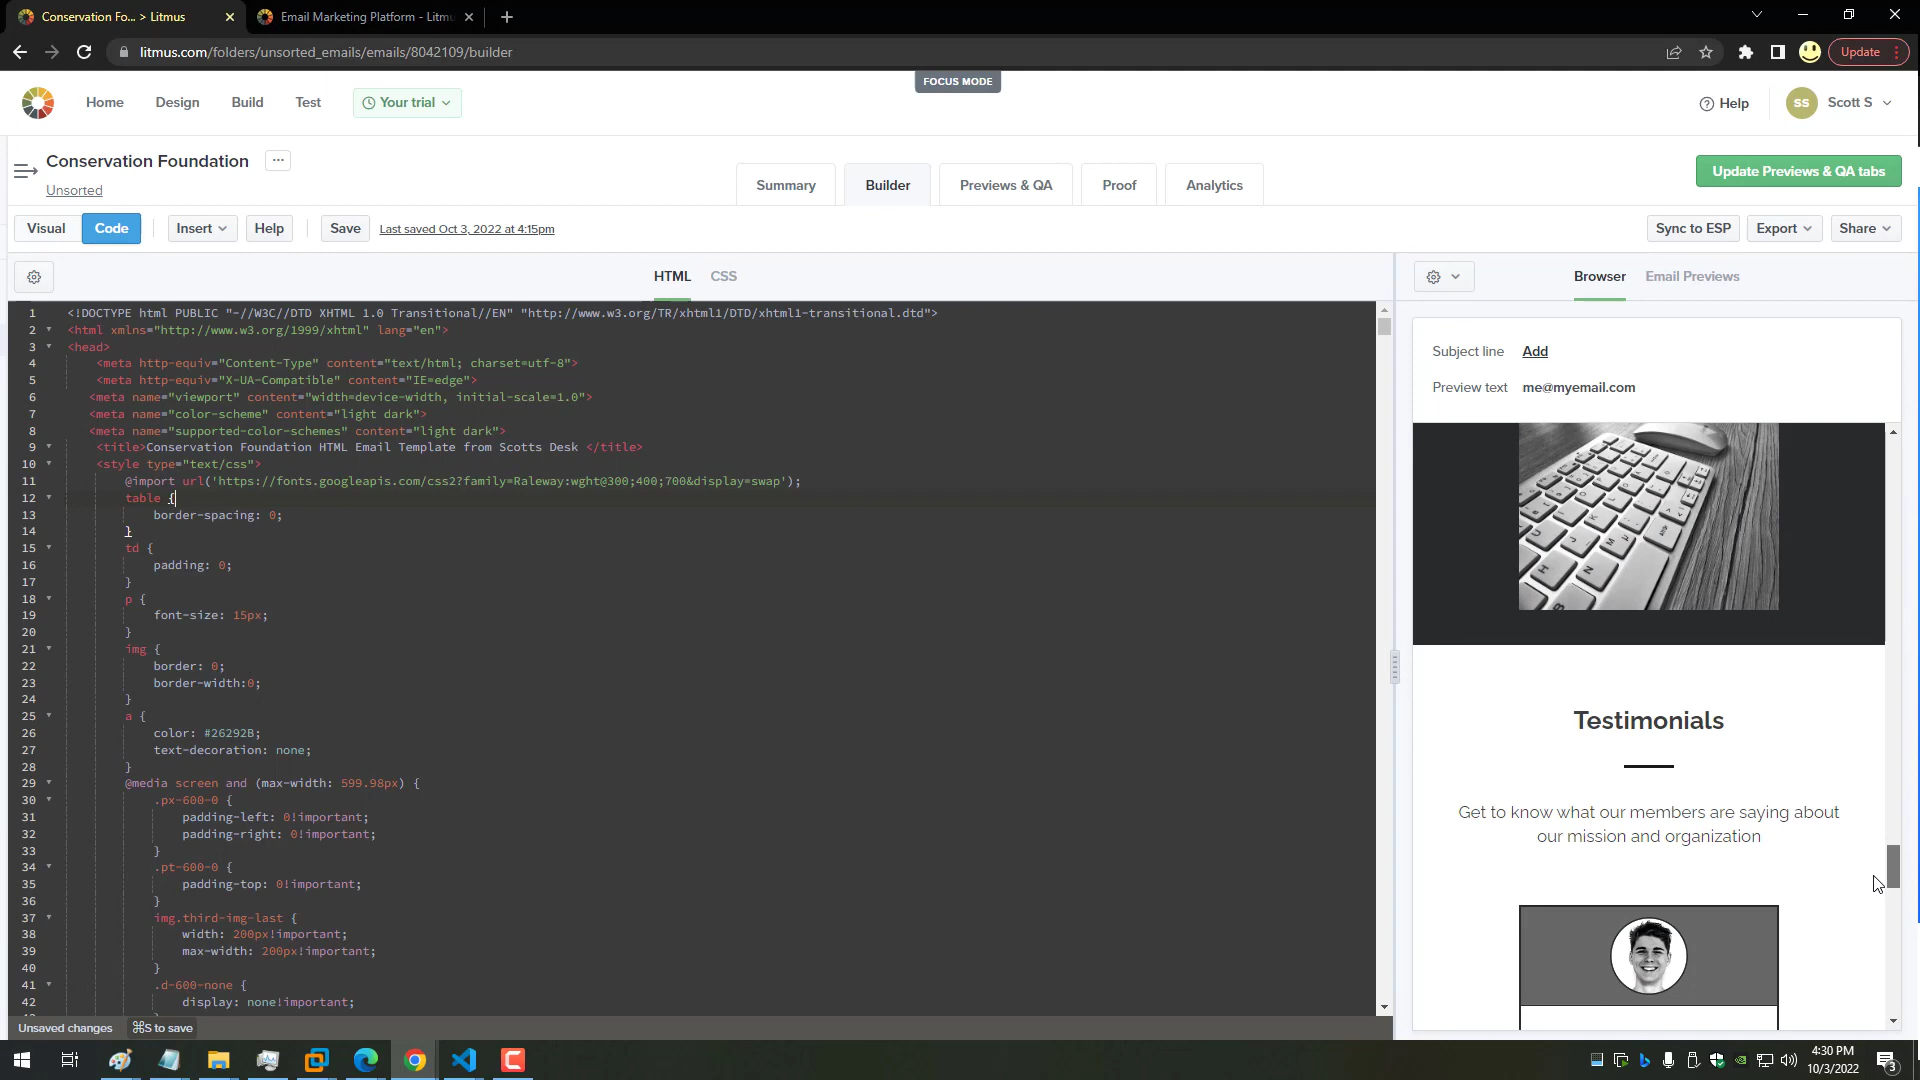 Conservation Fo... > Litmus
Email Marketing Platform - Litmu
litmus.com/folders/unsorted_emails/emails/8042109/builder
Update
FOCUS MODE
Home
Design
Build
Test
Your trial
Help
SS
Scott S
Conservation Foundation
...
Unsorted
Summary
Builder
Previews & QA
Proof
Analytics
Update Previews & QA tabs
Visual
Code
Insert
Help
Save
Last saved Oct 3, 2022 at 4:15pm
Sync to ESP
Export
Share
HTML
CSS
Browser
Email Previews
1 <!DOCTYPE html PUBLIC "-//W3C//DTD XHTML 1.0 Transitional//EN" "http://www.w3.org/TR/xhtml1/DTD/xhtml1-transitional.dtd">
2 <html xmlns="http://www.w3.org/1999/xhtml" lang="en">
3 <head>
4 <meta http-equiv="Content-Type" content="text/html; charset=utf-8">
5 <meta http-equiv="X-UA-Compatible" content="IE=edge">
6 <meta name="viewport" content="width=device-width, initial-scale=1.0">
7 <meta name="color-scheme" content="light dark">
8 <meta name="supported-color-schemes" content="light dark">
9 <title>Conservation Foundation HTML Email Template from Scotts Desk </title>
10 <style type="text/css">
11 @import url('https://fonts.googleapis.com/css2?family=Raleway:wght@300;400;700&display=swap');
12 table {
13 border-spacing: 0;
14 }
15 td {
16 padding: 0;
17 }
18 p {
19 font-size: 15px;
20 }
21 img {
22 border: 0;
23 border-width:0;
24 }
25 a {
26 color: #26292B;
27 text-decoration: none;
28 }
29 @media screen and (max-width: 599.98px) {
30 .px-600-0 {
31 padding-left: 0!important;
32 padding-right: 0!important;
33 }
34 .pt-600-0 {
35 padding-top: 0!important;
36 }
37 img.third-img-last {
38 width: 200px!important;
39 max-width: 200px!important;
40 }
41 .d-600-none {
42 display: none!important;
Unsaved changes
⌘S to save
Subject line Add
Preview text me@myemail.com
Testimonials
Get to know what our members are saying about
our mission and organization
4:30 PM
10/3/2022
3